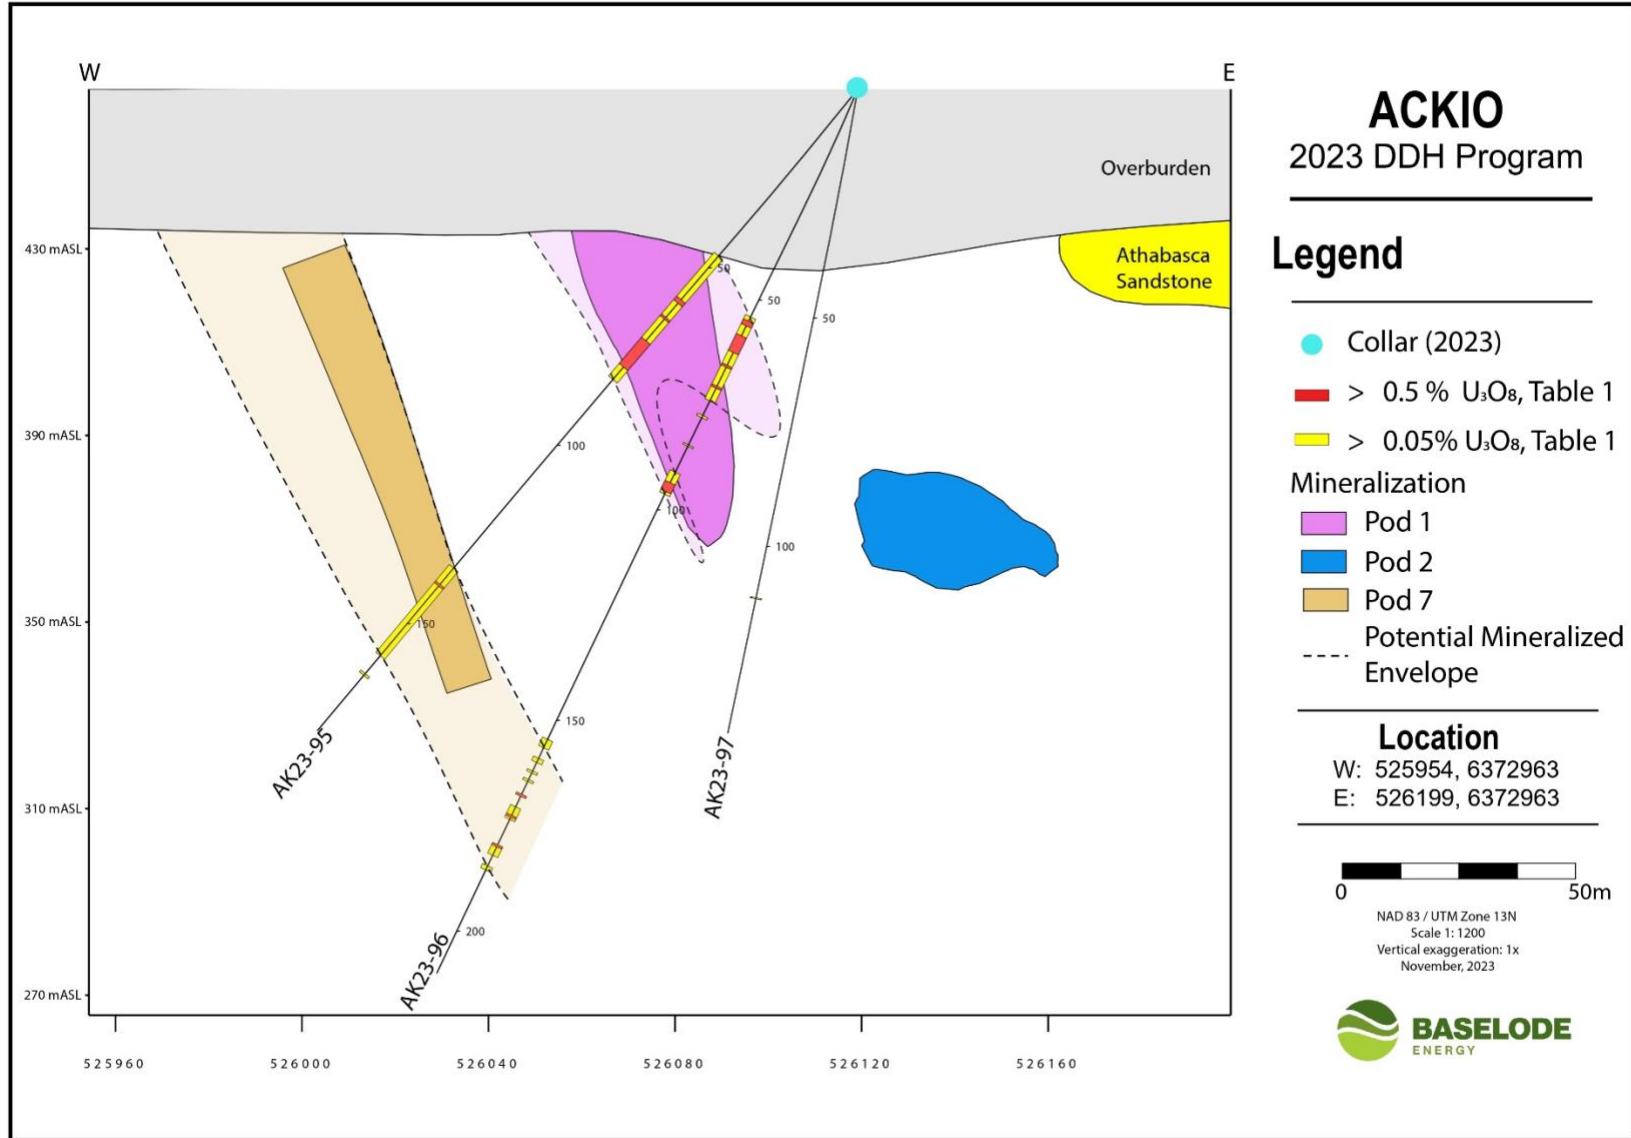 W
E
ACKIO
2023 DDH Program
Overburden
Athabasca
Sandstone
Legend
Collar (2023)
> 0.5 % U₃O₈, Table 1
> 0.05% U₃O₈, Table 1
Mineralization
Pod 1
Pod 2
Pod 7
Potential Mineralized
Envelope
Location
W: 525954, 6372963
E: 526199, 6372963
0 50m
NAD 83 / UTM Zone 13N
Scale 1: 1200
Vertical exaggeration: 1x
November, 2023
BASELODE
ENERGY
430 mASL
390 mASL
350 mASL
310 mASL
270 mASL
50
100
150
AK23-95
50
100
150
200
AK23-96
50
100
AK23-97
525960 526000 526040 526080 526120 526160